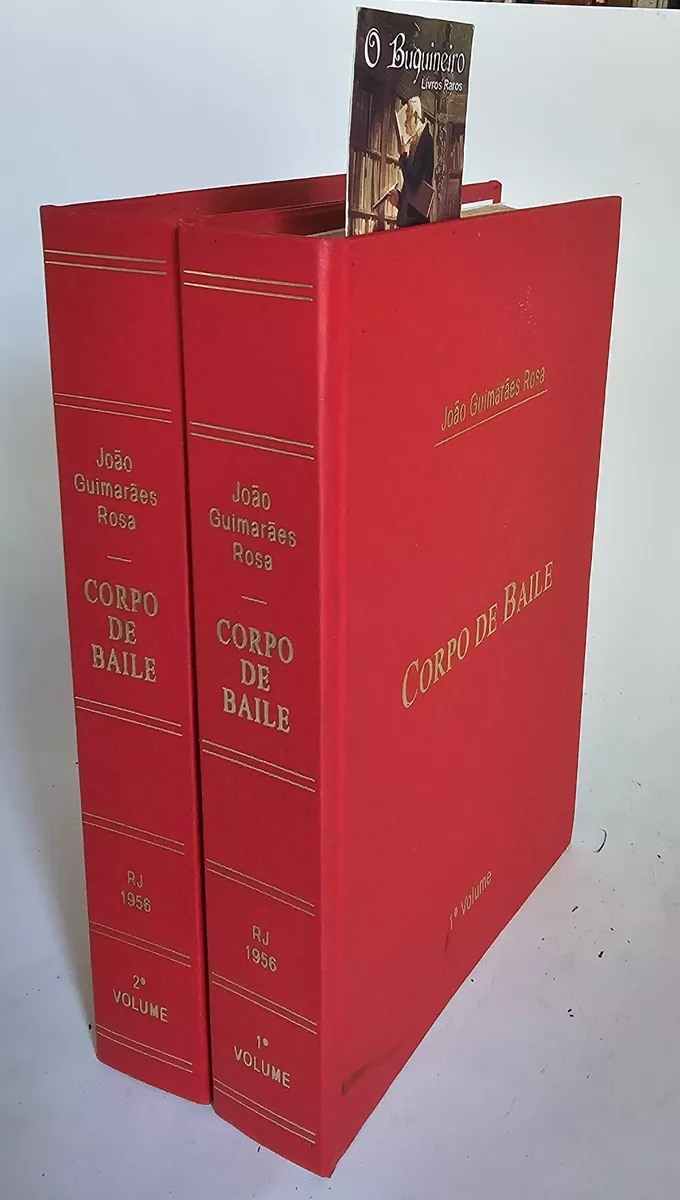 O Buquineiro
Livros Raros
João
Guimarães
Rosa
CORPO
DE
BAILE
RJ
1956
2º
VOLUME
João
Guimarães
Rosa
CORPO
DE
BAILE
RJ
1956
1º
VOLUME
João Guimarães Rosa
CORPO DE BAILE
1º Volume